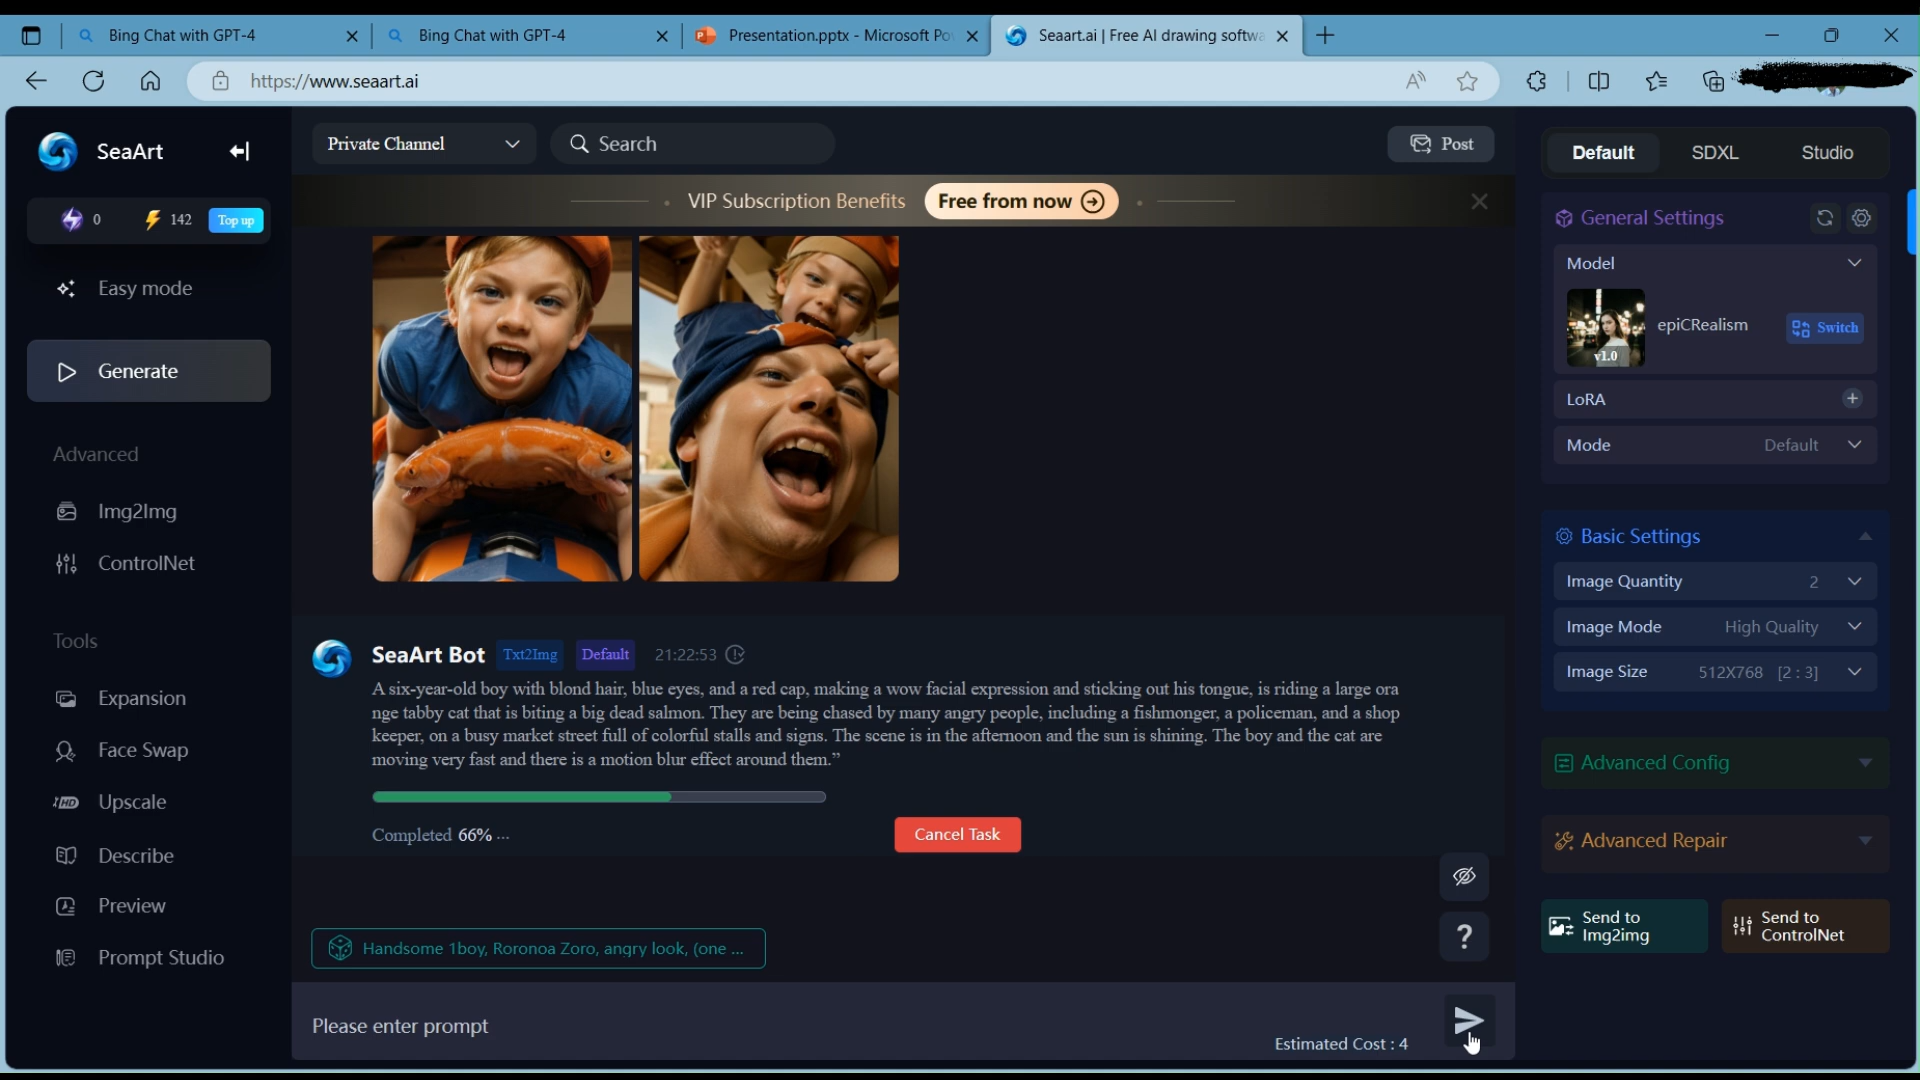 Bing Chat with GPT-4
Bing Chat with GPT-4
Presentation.pptx - Microsoft Po
Seaart.ai | Free AI drawing softwa
https://www.seaart.ai
SeaArt
0
142
Top up
Easy mode
Generate
Advanced
Img2Img
ControlNet
Tools
Expansion
Face Swap
Upscale
Describe
Preview
Prompt Studio
Private Channel
Search
Post
VIP Subscription Benefits
Free from now
SeaArt Bot
Txt2Img
Default
21:22:53
A six-year-old boy with blond hair, blue eyes, and a red cap, making a wow facial expression and sticking out his tongue, is riding a large ora
nge tabby cat that is biting a big dead salmon. They are being chased by many angry people, including a fishmonger, a policeman, and a shop
keeper, on a busy market street full of colorful stalls and signs. The scene is in the afternoon and the sun is shining. The boy and the cat are
moving very fast and there is a motion blur effect around them.”
Completed 66% ...
Cancel Task
Handsome 1boy, Roronoa Zoro, angry look, (one ...
?
Please enter prompt
Estimated Cost : 4
Default
SDXL
Studio
General Settings
Model
v1.0
epiCRealism
Switch
LoRA
Mode
Default
Basic Settings
Image Quantity
2
Image Mode
High Quality
Image Size
512X768 [2 : 3]
Advanced Config
Advanced Repair
Send to
Img2img
Send to
ControlNet